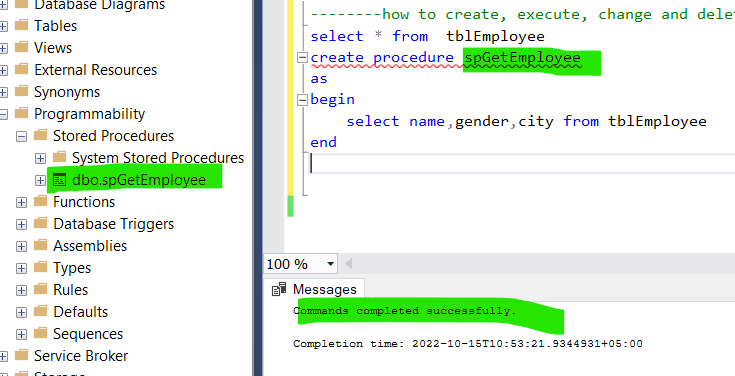 Database Diagrams
Tables
Views
External Resources
Synonyms
Programmability
Stored Procedures
System Stored Procedures
dbo.spGetEmployee
Functions
Database Triggers
Assemblies
Types
Rules
Defaults
Sequences
Service Broker
Storage
--------how to create, execute, change and delet
select * from  tblEmployee
create procedure spGetEmployee
as
begin
select name,gender,city from tblEmployee
end
100 %
Messages
Commands completed successfully.
Completion time: 2022-10-15T10:53:21.9344931+05:00